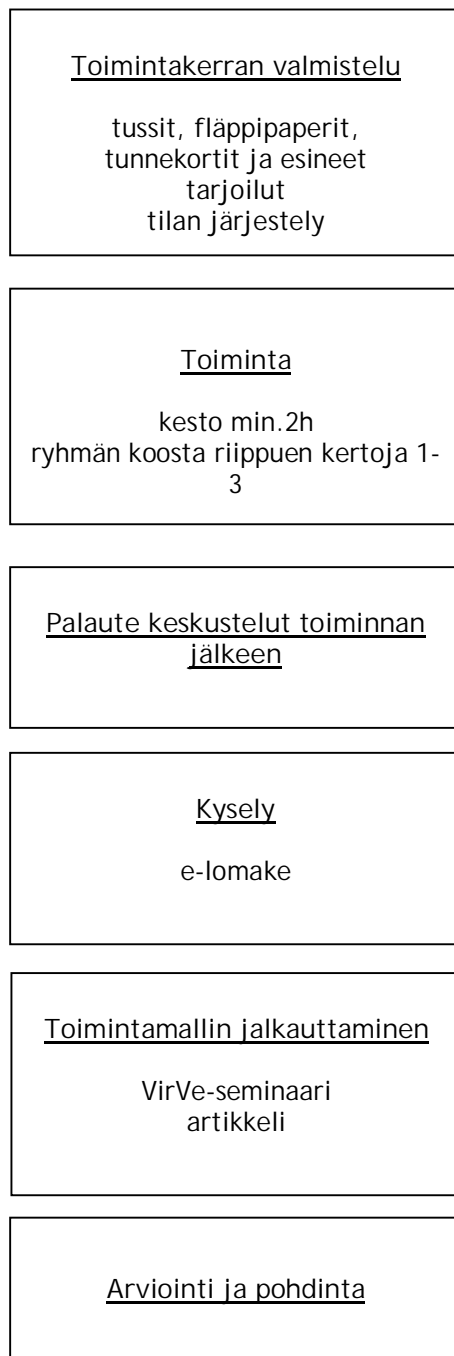 Toimintakerran valmistelu
tussit, fläppipaperit,
tunnekortit ja esineet
tarjoilut
tilan järjestely
Toiminta
kesto min.2h
ryhmän koosta riippuen kertoja 1-
3
Palaute keskustelut toiminnan
jälkeen
Kysely
e-lomake
Toimintamallin jalkauttaminen
VirVe-seminaari
artikkeli
Arviointi ja pohdinta